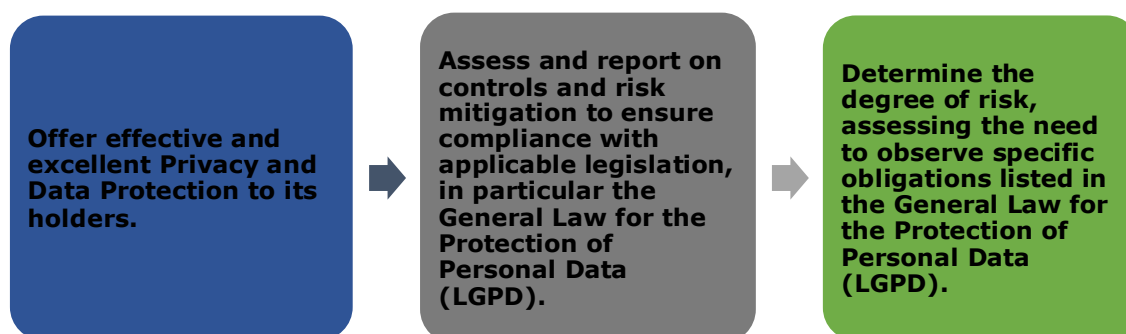 Offer effective and
excellent Privacy and
Data Protection to its
holders.
Assess and report on
controls and risk
mitigation to ensure
compliance with
applicable legislation,
in particular the
General Law for the
Protection of
Personal Data
(LGPD).
Determine the
degree of risk,
assessing the need
to observe specific
obligations listed in
the General Law for
the Protection of
Personal Data
(LGPD).